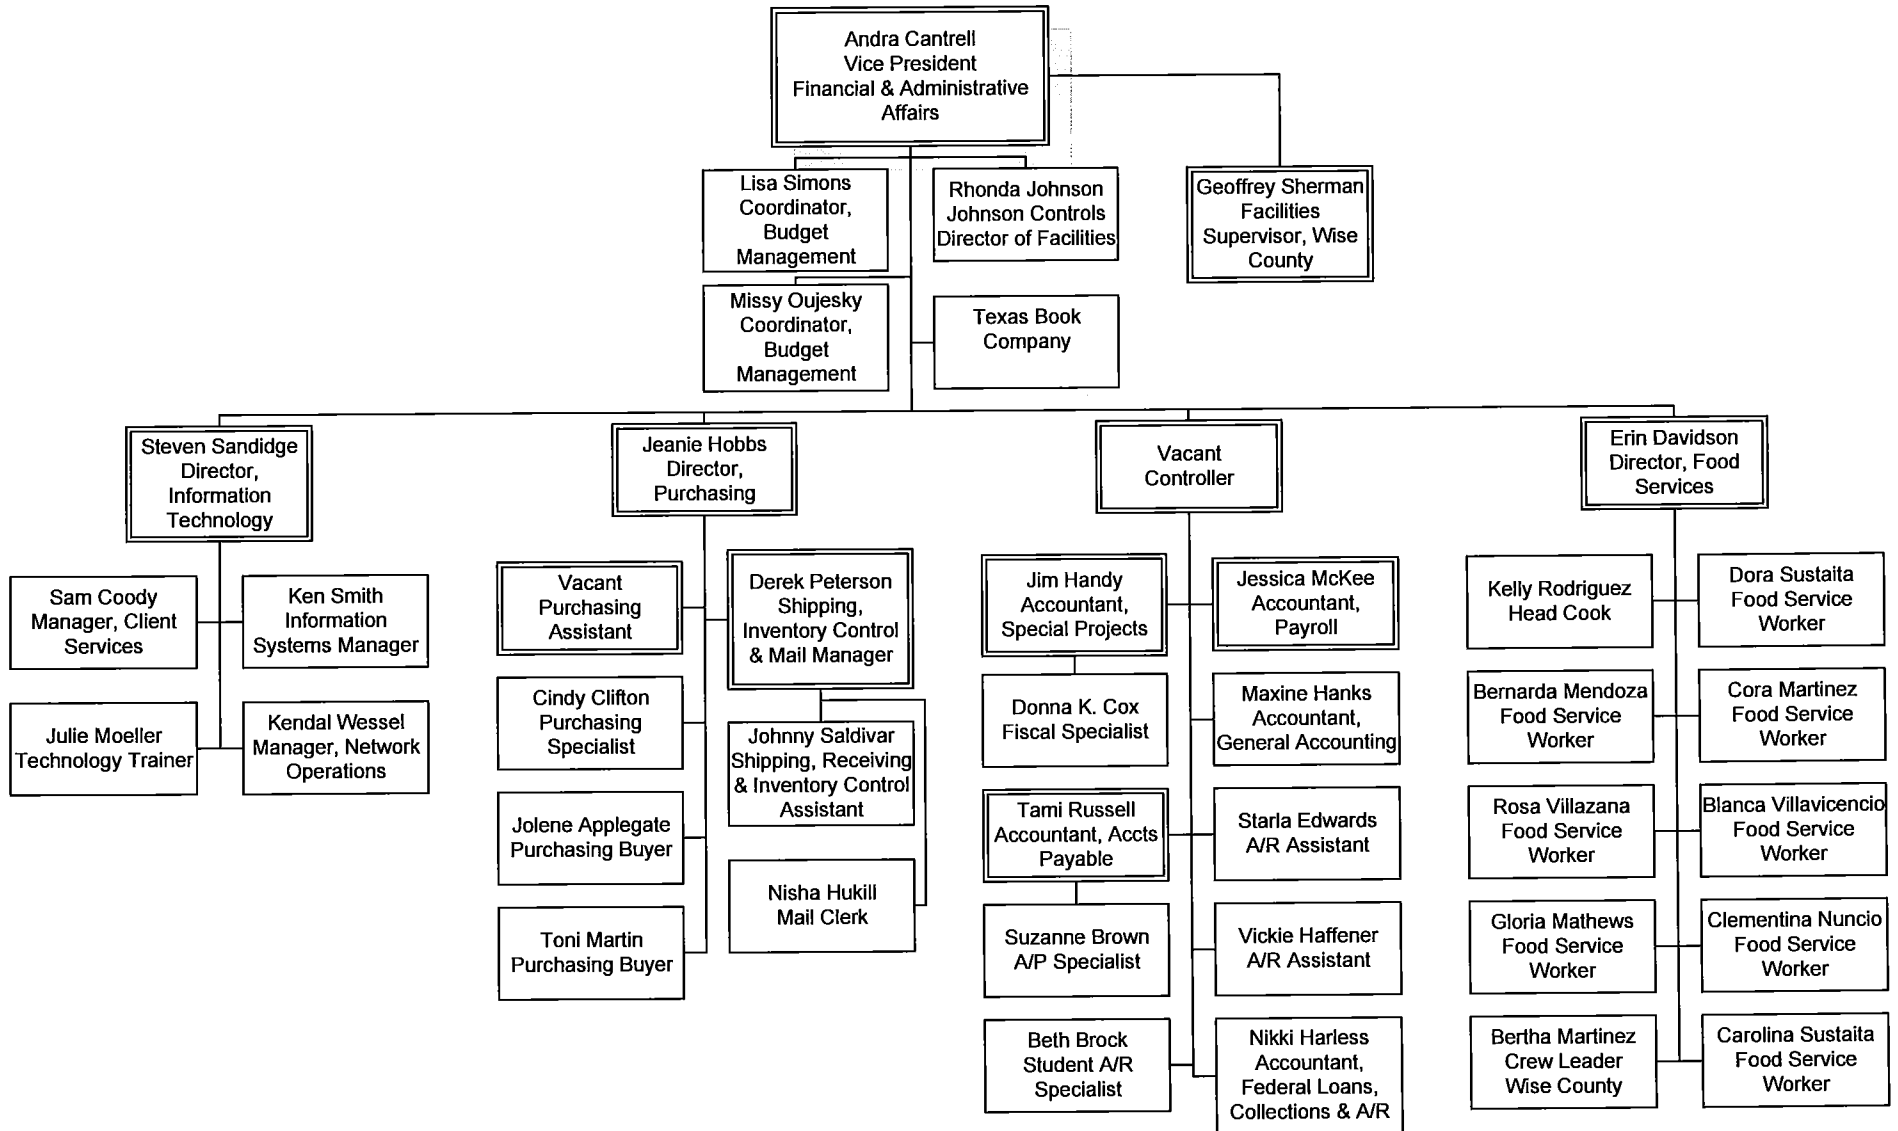 Andra Cantrell
Vice President
Financial & Administrative
Affairs
Lisa Simons
Coordinator,
Budget
Management
Rhonda Johnson
Johnson Controls
Director of Facilities
Geoffrey Sherman
Facilities
Supervisor, Wise
County
Missy Oujesky
Coordinator,
Budget
Management
Texas Book
Company
Steven Sandidge
Director,
Information
Technology
Jeanie Hobbs
Director,
Purchasing
Vacant
Controller
Erin Davidson
Director, Food
Services
Sam Coody
Manager, Client
Services
Ken Smith
Information
Systems Manager
Julie Moeller
Technology Trainer
Kendal Wessel
Manager, Network
Operations
Vacant
Purchasing
Assistant
Derek Peterson
Shipping,
Inventory Control
& Mail Manager
Cindy Clifton
Purchasing
Specialist
Johnny Saldivar
Shipping, Receiving
& Inventory Control
Assistant
Jolene Applegate
Purchasing Buyer
Nisha Hukill
Mail Clerk
Toni Martin
Purchasing Buyer
Jim Handy
Accountant,
Special Projects
Jessica McKee
Accountant,
Payroll
Donna K. Cox
Fiscal Specialist
Maxine Hanks
Accountant,
General Accounting
Tami Russell
Accountant, Accts
Payable
Starla Edwards
A/R Assistant
Suzanne Brown
A/P Specialist
Vickie Haffener
A/R Assistant
Beth Brock
Student A/R
Specialist
Nikki Harless
Accountant,
Federal Loans,
Collections & A/R
Kelly Rodriguez
Head Cook
Dora Sustaita
Food Service
Worker
Bernarda Mendoza
Food Service
Worker
Cora Martinez
Food Service
Worker
Rosa Villazana
Food Service
Worker
Blanca Villavicencio
Food Service
Worker
Gloria Mathews
Food Service
Worker
Clementina Nuncio
Food Service
Worker
Bertha Martinez
Crew Leader
Wise County
Carolina Sustaita
Food Service
Worker